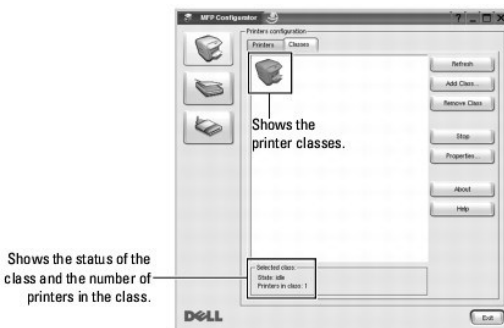 MFP Configurator
Printers configuration
Printers
Classes
Refresh
Add Class...
Remove Class
Shows the
printer classes.
Stop
Properties...
About
Help
Shows the status of the
class and the number of
printers in the class.
Selected class:
State: idle
Printers in class: 1
DELL
Exit